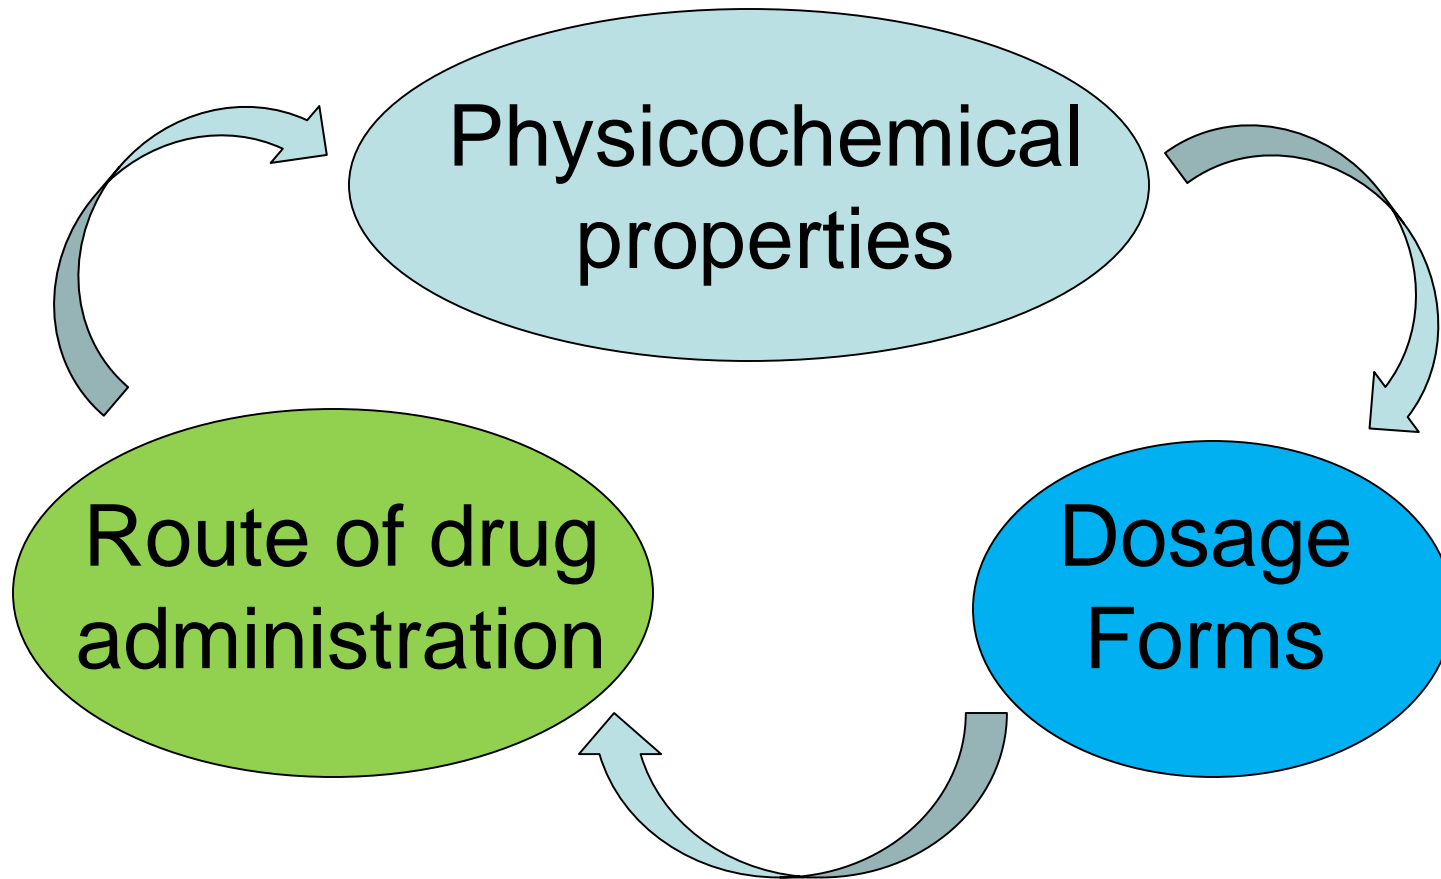 Physicochemical
properties
Route of drug
administration
Dosage
Forms